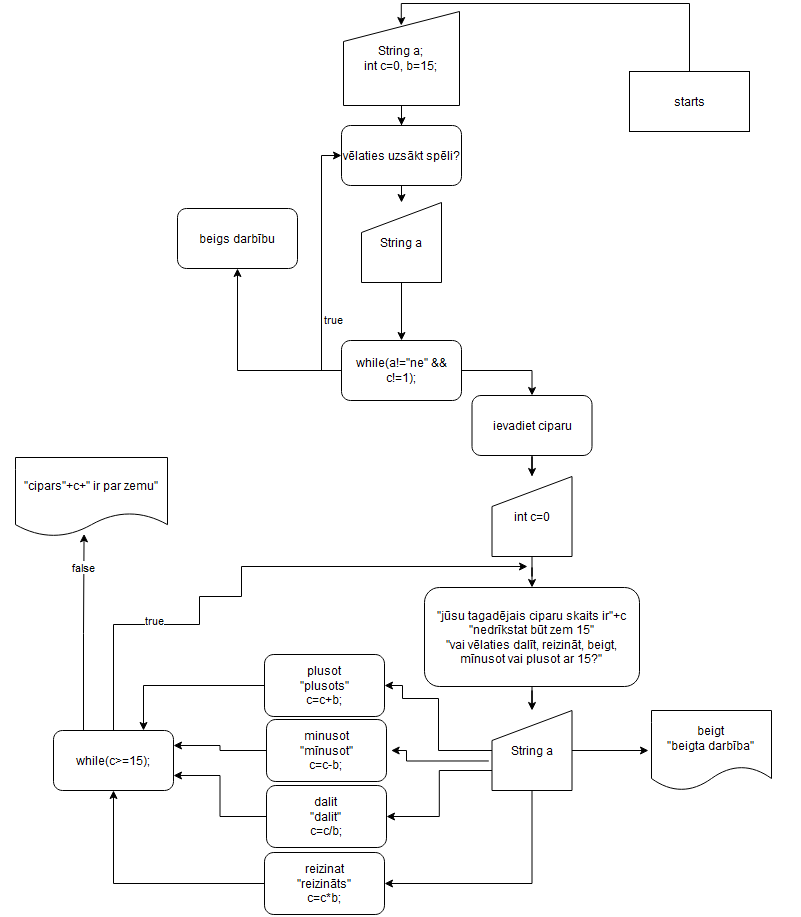 starts
String a;
int c=0, b=15;
vēlaties uzsākt spēli?
String a
beigs darbību
true
while(a!="ne" &&
c!=1);
ievadiet ciparu
int c=0
"cipars"+c+" ir par zemu"
false
true
"jūsu tagadējais ciparu skaits ir"+c
"nedrīkstat būt zem 15"
"vai vēlaties dalīt, reizināt, beigt,
mīnusot vai plusot ar 15?"
String a
beigt
"beigta darbība"
plusot
"plusots"
c=c+b;
minusot
"mīnusot"
c=c-b;
dalit
"dalit"
c=c/b;
reizinat
"reizināts"
c=c*b;
while(c>=15);